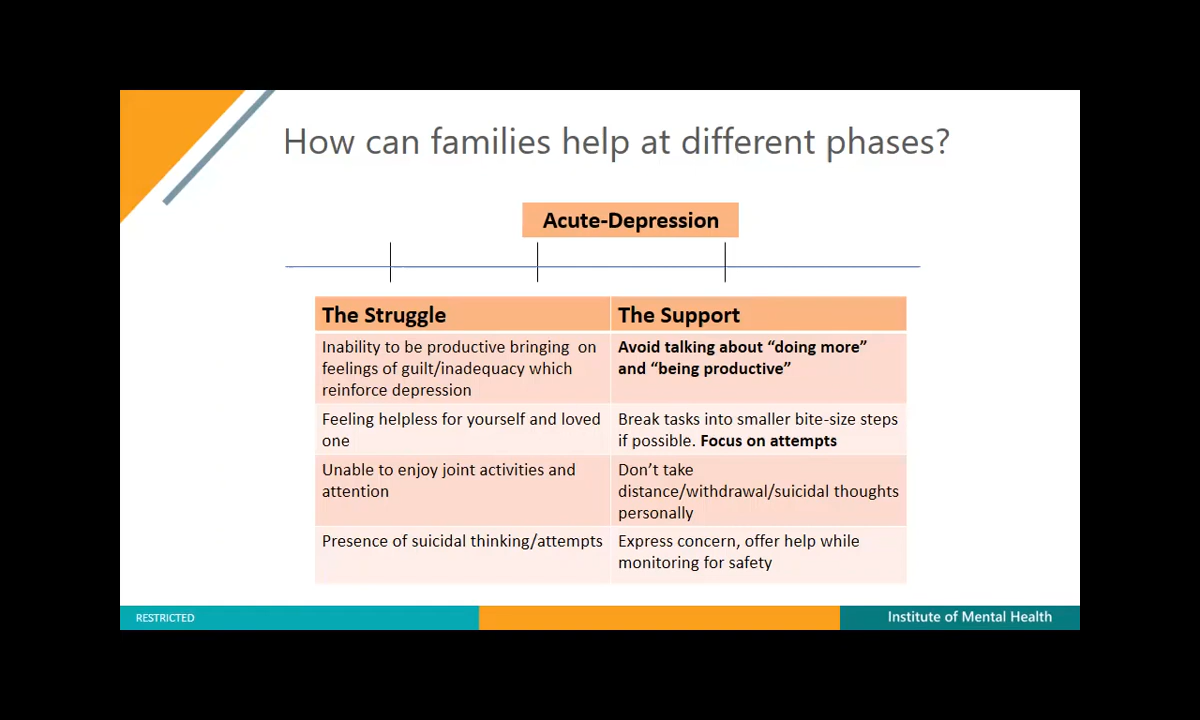 How can families help at different phases?
Acute-Depression
The Struggle
The Support
Inability to be productive bringing on
feelings of guilt/inadequacy which
reinforce depression
Avoid talking about “doing more”
and “being productive”
Feeling helpless for yourself and loved
one
Break tasks into smaller bite-size steps
if possible. Focus on attempts
Unable to enjoy joint activities and
attention
Don’t take
distance/withdrawal/suicidal thoughts
personally
Presence of suicidal thinking/attempts
Express concern, offer help while
monitoring for safety
RESTRICTED
Institute of Mental Health